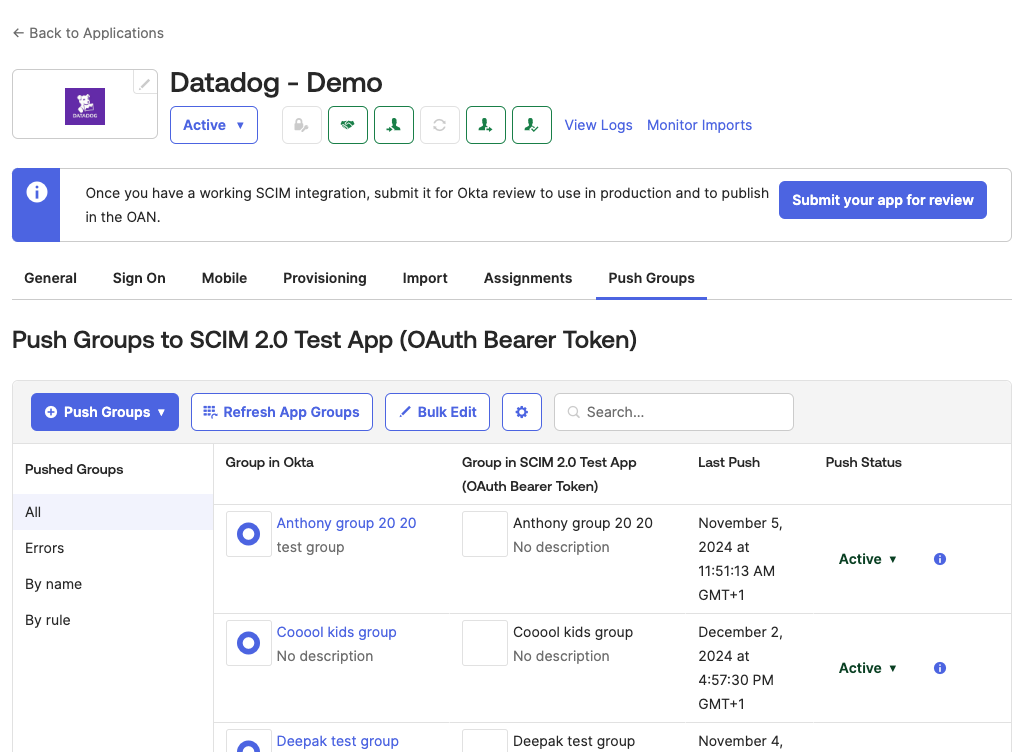 ← Back to Applications
DATADOG
Datadog - Demo
Active ▼
View Logs
Monitor Imports
Once you have a working SCIM integration, submit it for Okta review to use in production and to publish
in the OAN.
Submit your app for review
General
Sign On
Mobile
Provisioning
Import
Assignments
Push Groups
Push Groups to SCIM 2.0 Test App (OAuth Bearer Token)
Push Groups ▼
Refresh App Groups
Bulk Edit
Search...
Pushed Groups
All
Errors
By name
By rule
Group in Okta
Group in SCIM 2.0 Test App
(OAuth Bearer Token)
Last Push
Push Status
Anthony group 20 20
test group
Anthony group 20 20
No description
November 5,
2024 at
11:51:13 AM
GMT+1
Active ▼
Cooool kids group
No description
Cooool kids group
No description
December 2,
2024 at
4:57:30 PM
GMT+1
Active ▼
Deepak test group
Deepak test group
November 4,